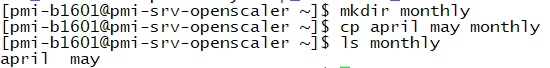 [pmi-b1601@pmi-srv-openscaler ~]$ mkdir monthly
[pmi-b1601@pmi-srv-openscaler ~]$ cp april may monthly
[pmi-b1601@pmi-srv-openscaler ~]$ ls monthly
april  may